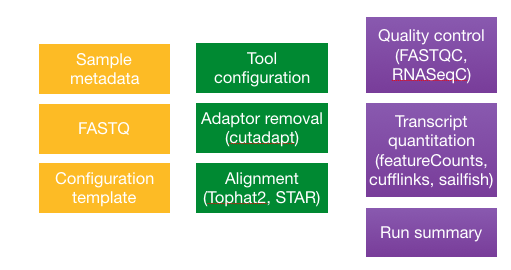 Sample
metadata
FASTQ
Configuration
template
Tool
configuration
Adaptor removal
(cutadapt)
Alignment
(Tophat2, STAR)
Quality control
(FASTQC,
RNASeqC)
Transcript
quantitation
(featureCounts,
cufflinks, sailfish)
Run summary